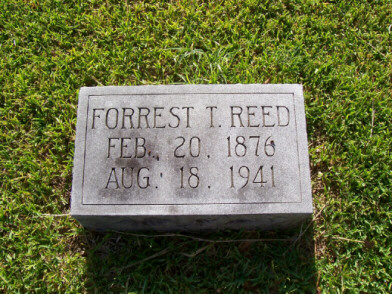 FORREST T. REED
FEB. 20. 1876
AUG. 18. 1941